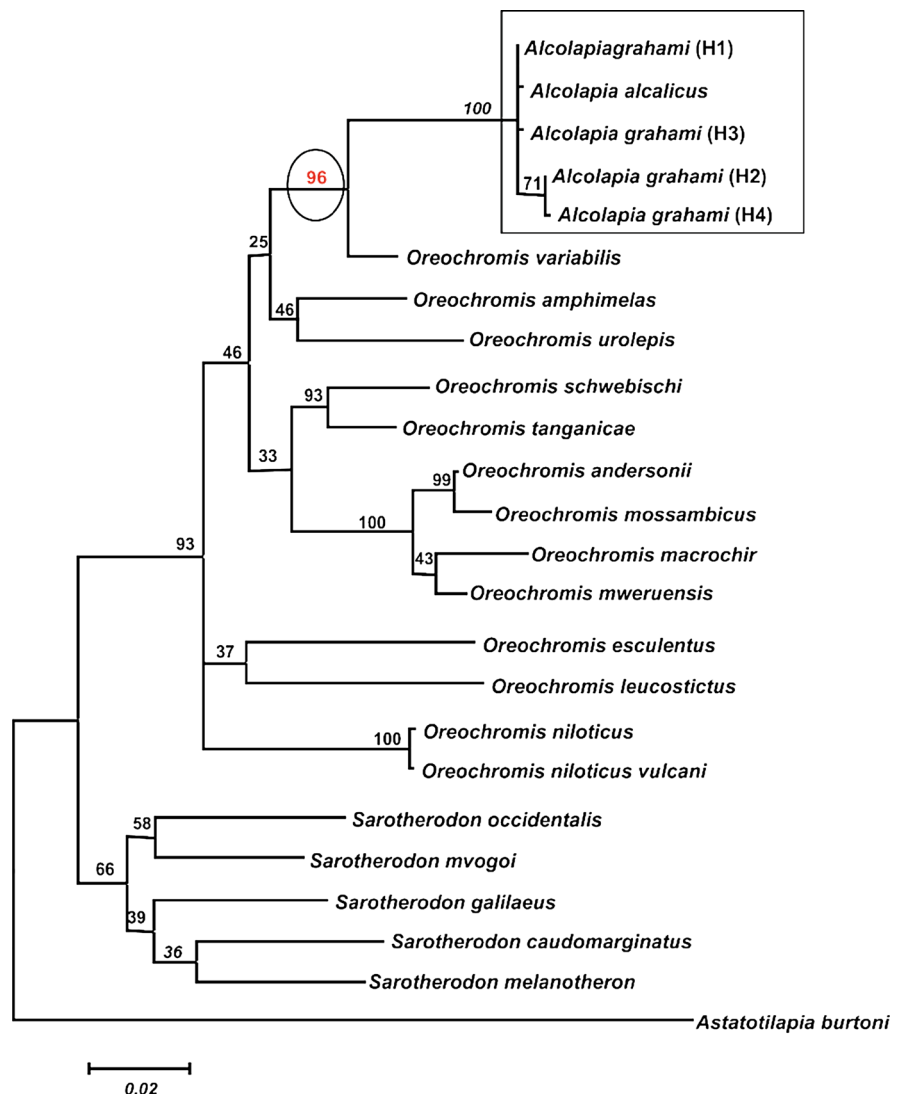 Alcolapiagrahami (H1)
100
Alcolapia alcalicus
Alcolapia grahami (H3)
96
71
Alcolapia grahami (H2)
Alcolapia grahami (H4)
25
Oreochromis variabilis
46
Oreochromis amphimelas
Oreochromis urolepis
46
93
Oreochromis schwebischi
Oreochromis tanganicae
33
Oreochromis andersonii
99
Oreochromis mossambicus
100
Oreochromis macrochir
43
Oreochromis mweruensis
93
Oreochromis esculentus
37
Oreochromis leucostictus
Oreochromis niloticus
100
Oreochromis niloticus vulcani
58
Sarotherodon occidentalis
Sarotherodon mvogoi
66
Sarotherodon galilaeus
39
Sarotherodon caudomarginatus
36
Sarotherodon melanotheron
Astatotilapia burtoni
0.02